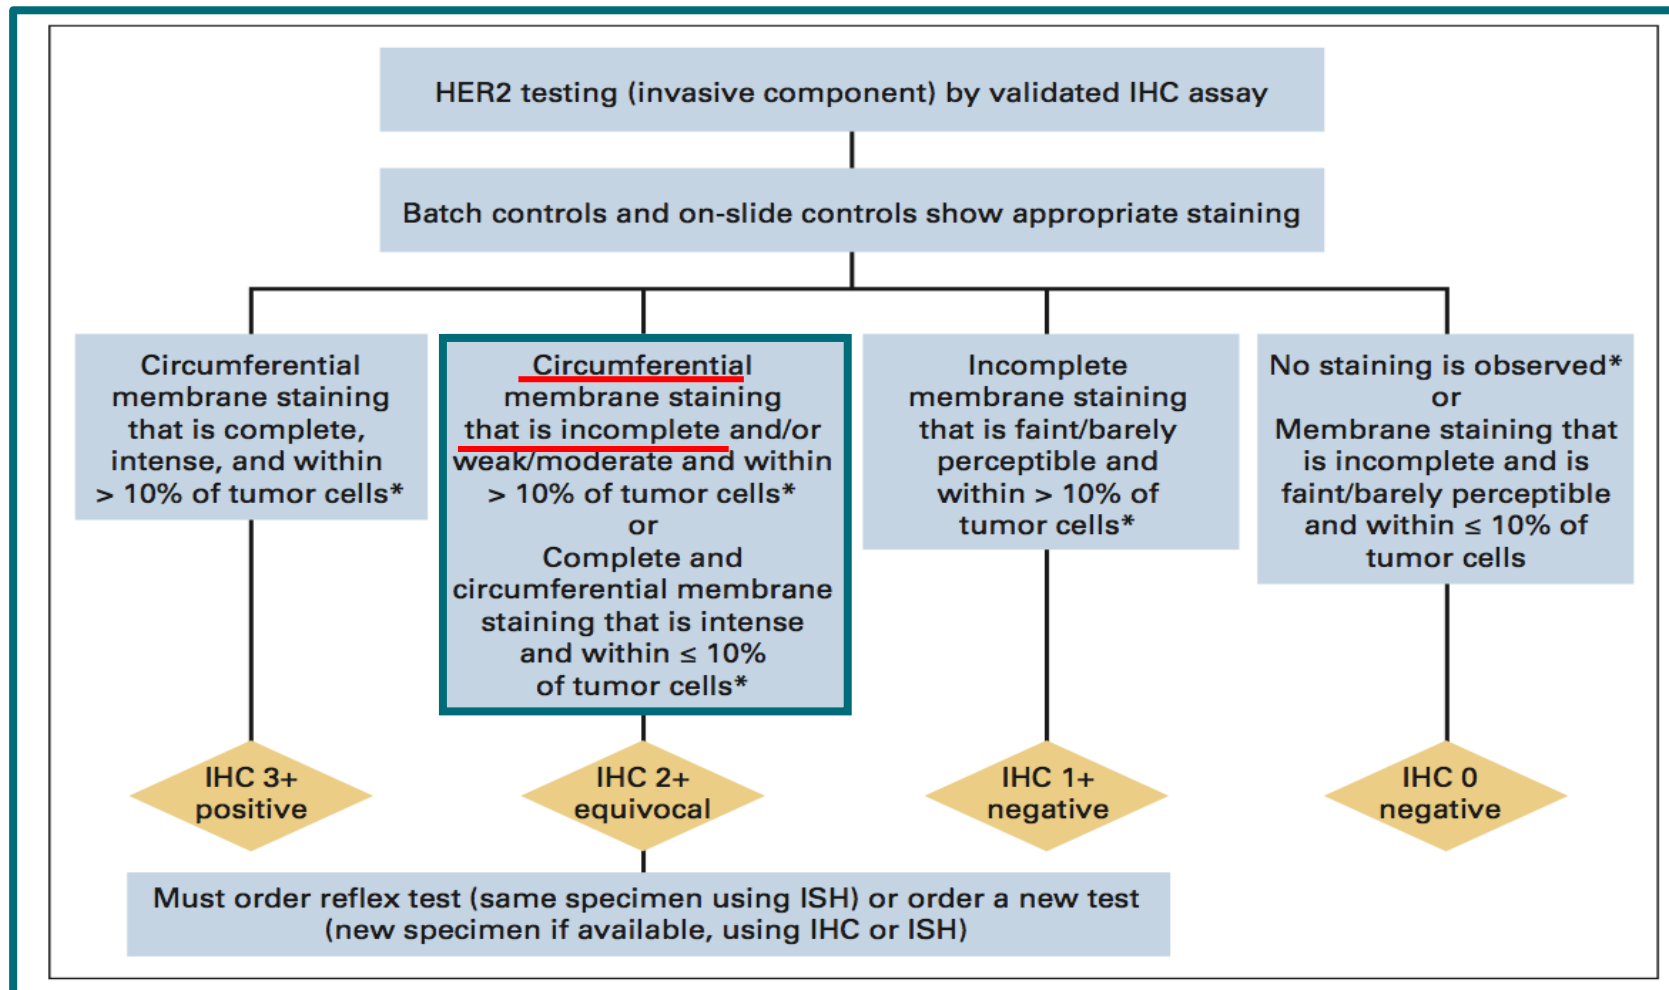 HER2 testing (invasive component) by validated IHC assay
Batch controls and on-slide controls show appropriate staining
Circumferential
membrane staining
that is complete,
intense, and within
> 10% of tumor cells*
Circumferential
membrane staining
that is incomplete and/or
weak/moderate and within
> 10% of tumor cells*
or
Complete and
circumferential membrane
staining that is intense
and within ≤ 10%
of tumor cells*
Incomplete
membrane staining
that is faint/barely
perceptible and
within > 10% of
tumor cells*
No staining is observed*
or
Membrane staining that
is incomplete and is
faint/barely perceptible
and within ≤ 10% of
tumor cells
IHC 3+
positive
IHC 2+
equivocal
IHC 1+
negative
IHC 0
negative
Must order reflex test (same specimen using ISH) or order a new test
(new specimen if available, using IHC or ISH)